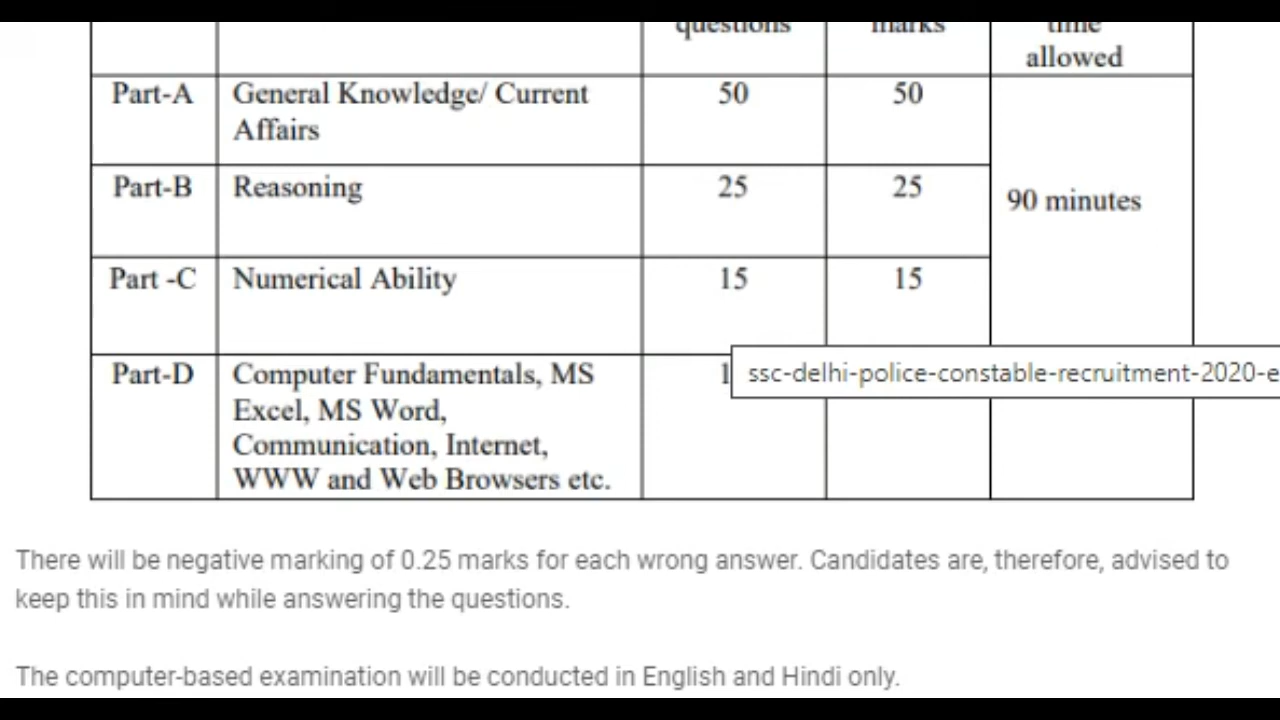 questions marks time
allowed
Part-A General Knowledge/ Current 50 50
Affairs
Part-B Reasoning 25 25
90 minutes
Part -C Numerical Ability 15 15
Part-D Computer Fundamentals, MS
ssc-delhi-police-constable-recruitment-2020-e
Excel, MS Word,
Communication, Internet,
WWW and Web Browsers etc.
There will be negative marking of 0.25 marks for each wrong answer. Candidates are, therefore, advised to
keep this in mind while answering the questions.
The computer-based examination will be conducted in English and Hindi only.